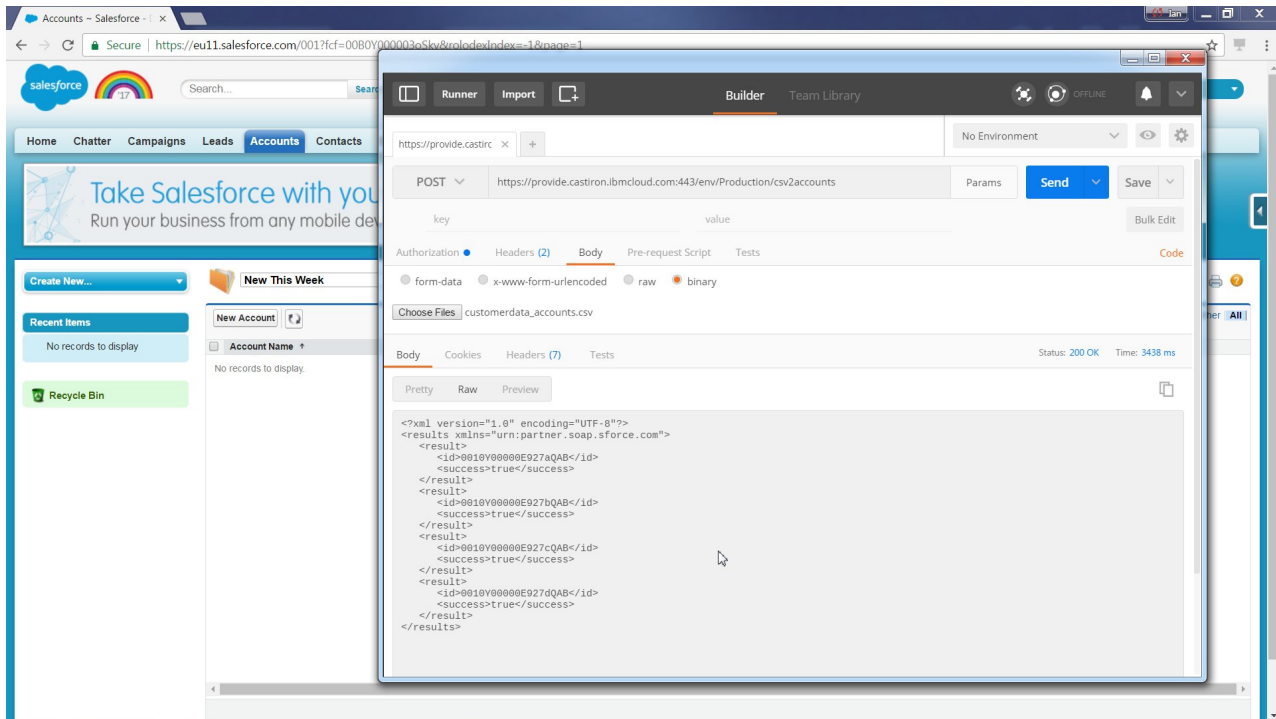 Accounts ~ Salesforce -
Ian
Secure
https://eu11.salesforce.com/001?fcf=00B0Y000003oSkv&rolodexIndex=-1&page=1
salesforce
17
Search...
Home Chatter Campaigns Leads Accounts Contacts
Take Salesforce with you
Run your business from any mobile
Create New...
Recent Items
No records to display
Recycle Bin
New This Week
New Account
Account Name
No records to display.
All
Runner Import Builder Team Library OFFLINE
https://provide.castirc
No Environment
POST https://provide.castiron.ibmcloud.com:443/env/Production/csv2accounts Params Send Save
key value Bulk Edit
Authorization Headers (2) Body Pre-request Script Tests Code
form-data x-www-form-urlencoded raw binary
Choose Files customerdata_accounts.csv
Body Cookies Headers (7) Tests Status: 200 OK Time: 3438 ms
Pretty Raw Preview
<?xml version="1.0" encoding="UTF-8"?>
<results xmlns="urn:partner.soap.sforce.com">
<result>
<id>0010Y00000E927aQAB</id>
<success>true</success>
</result>
<result>
<id>0010Y00000E927bQAB</id>
<success>true</success>
</result>
<result>
<id>0010Y00000E927cQAB</id>
<success>true</success>
</result>
<result>
<id>0010Y00000E927dQAB</id>
<success>true</success>
</result>
</results>